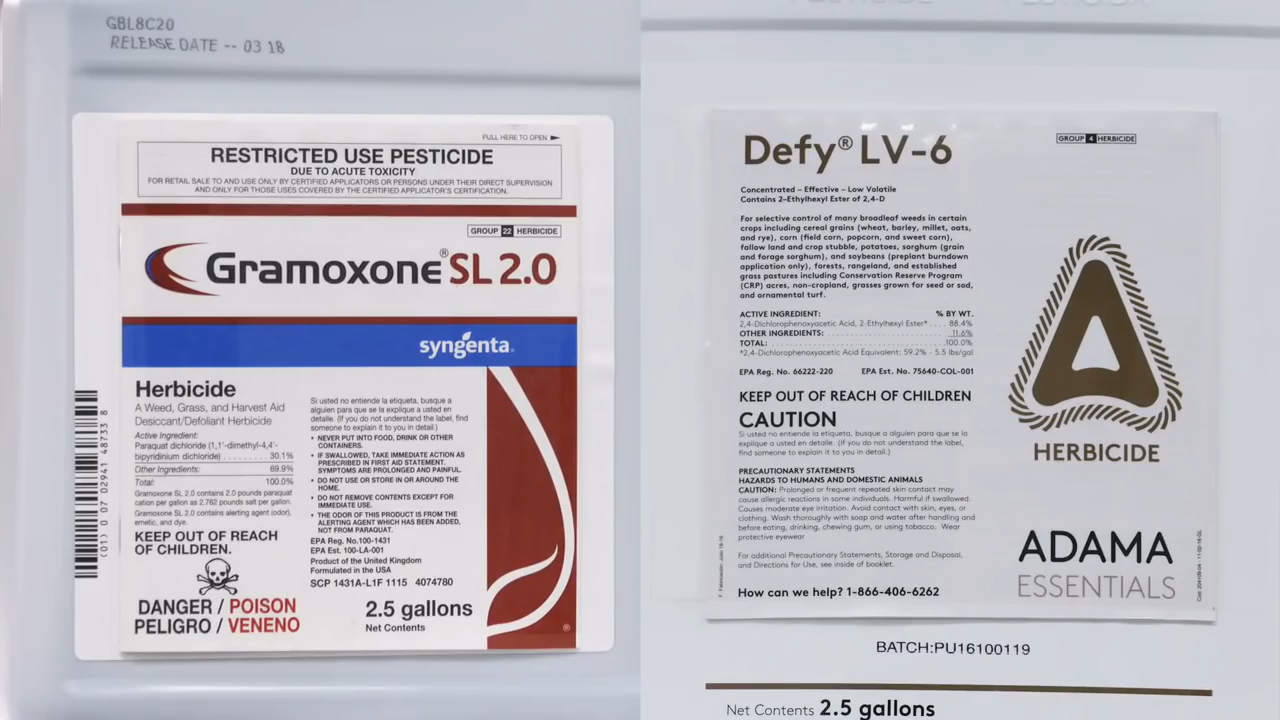 GBL8C20
RELEASE DATE -- 03 18
PULL HERE TO OPEN
RESTRICTED USE PESTICIDE
DUE TO ACUTE TOXICITY
FOR RETAIL SALE TO AND USE ONLY BY CERTIFIED APPLICATORS OR PERSONS UNDER THEIR DIRECT SUPERVISION
AND ONLY FOR THOSE USES COVERED BY THE CERTIFIED APPLICATOR'S CERTIFICATION.
GROUP 22 HERBICIDE
Gramoxone® SL 2.0
syngenta.
Herbicide
A Weed, Grass, and Harvest Aid
Desiccant/Defoliant Herbicide
Active Ingredient:
Paraquat dichloride (1,1'-dimethyl-4,4'-
bipyridinium dichloride) . . . . . . . . . 30.1%
Other Ingredients: 69.9%
Total: 100.0%
Gramoxone SL 2.0 contains 2.0 pounds paraquat
cation per gallon as 2.762 pounds salt per gallon.
Gramoxone SL 2.0 contains alerting agent (odor),
emetic, and dye.
KEEP OUT OF REACH
OF CHILDREN.
DANGER / POISON
PELIGRO / VENENO
Si usted no entiende la etiqueta, busque a
alguien para que se la explique a usted en
detalle. (If you do not understand the label, find
someone to explain it to you in detail.)
• NEVER PUT INTO FOOD, DRINK OR OTHER
CONTAINERS.
• IF SWALLOWED, TAKE IMMEDIATE ACTION AS
PRESCRIBED IN FIRST AID STATEMENT.
SYMPTOMS ARE PROLONGED AND PAINFUL.
• DO NOT USE OR STORE IN OR AROUND THE
HOME.
• DO NOT REMOVE CONTENTS EXCEPT FOR
IMMEDIATE USE.
• THE ODOR OF THIS PRODUCT IS FROM THE
ALERTING AGENT WHICH HAS BEEN ADDED,
NOT FROM PARAQUAT.
EPA Reg. No.100-1431
EPA Est. 100-LA-001
Product of the United Kingdom
Formulated in the USA
SCP 1431A-L1F 1115 4074780
2.5 gallons
Net Contents
®
(01) 0 07 02941 48733 8
Defy® LV-6
GROUP 4 HERBICIDE
Concentrated – Effective – Low Volatile
Contains 2-Ethylhexyl Ester of 2,4-D
For selective control of many broadleaf weeds in certain
crops including cereal grains (wheat, barley, millet, oats,
and rye), corn (field corn, popcorn, and sweet corn),
fallow land and crop stubble, potatoes, sorghum (grain
and forage sorghum), and soybeans (preplant burndown
application only), forests, rangeland, and established
grass pastures including Conservation Reserve Program
(CRP) acres, non-cropland, grasses grown for seed or sod,
and ornamental turf.
ACTIVE INGREDIENT: % BY WT.
2,4-Dichlorophenoxyacetic Acid, 2-Ethylhexyl Ester* . . . . 88.4%
OTHER INGREDIENTS: . . . . . . . . . . 11.6%
TOTAL: . . . . . . . . . . 100.0%
*2,4-Dichlorophenoxyacetic Acid Equivalent: 59.2% - 5.5 lbs/gal
EPA Reg. No. 66222-220 EPA Est. No. 75640-COL-001
KEEP OUT OF REACH OF CHILDREN
CAUTION
Si usted no entiende la etiqueta, busque a alguien para que se la
explique a usted en detalle. (If you do not understand the label,
find someone to explain it to you in detail.)
PRECAUTIONARY STATEMENTS
HAZARDS TO HUMANS AND DOMESTIC ANIMALS
CAUTION: Prolonged or frequent repeated skin contact may
cause allergic reactions in some individuals. Harmful if swallowed.
Causes moderate eye irritation. Avoid contact with skin, eyes, or
clothing. Wash thoroughly with soap and water after handling and
before eating, drinking, chewing gum, or using tobacco. Wear
protective eyewear
For additional Precautionary Statements, Storage and Disposal,
and Directions for Use, see inside of booklet.
How can we help? 1-866-406-6262
HERBICIDE
ADAMA
ESSENTIALS
BATCH:PU16100119
Net Contents 2.5 gallons